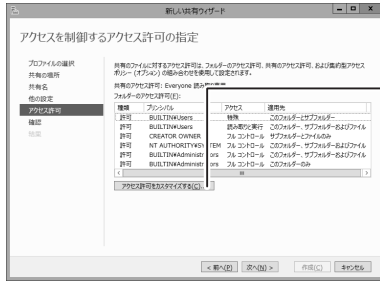 新しい共有ウィザード
アクセスを制御するアクセス許可の指定
プロファイルの選択
共有の場所
共有名
他の設定
アクセス許可
確認
結果
共有のファイルに対するアクセス許可は、フォルダーのアクセス許可、共有のアクセス許可、および集約型アクセス
ポリシー (オプション) の組み合わせを使用して設定されます。
共有のアクセス許可: Everyone
フォルダーのアクセス許可(F):
種類 プリンシパル アクセス 適用先
許可 BUILTIN¥Users 特殊 このフォルダーとサブフォルダー
許可 BUILTIN¥Users 読み取りと実行 このフォルダー、サブフォルダーおよびファイル
許可 CREATOR OWNER フル コントロール サブフォルダーとファイルのみ
許可 NT AUTHORITY¥SYSTEM フル コントロール このフォルダー、サブフォルダーおよびファイル
許可 BUILTIN¥Administrators フル コントロール このフォルダー、サブフォルダーおよびファイル
許可 BUILTIN¥Administrators フル コントロール このフォルダーのみ
アクセス許可をカスタマイズする(C)...
< 前へ(P) 次へ(N) > 作成(C) キャンセル